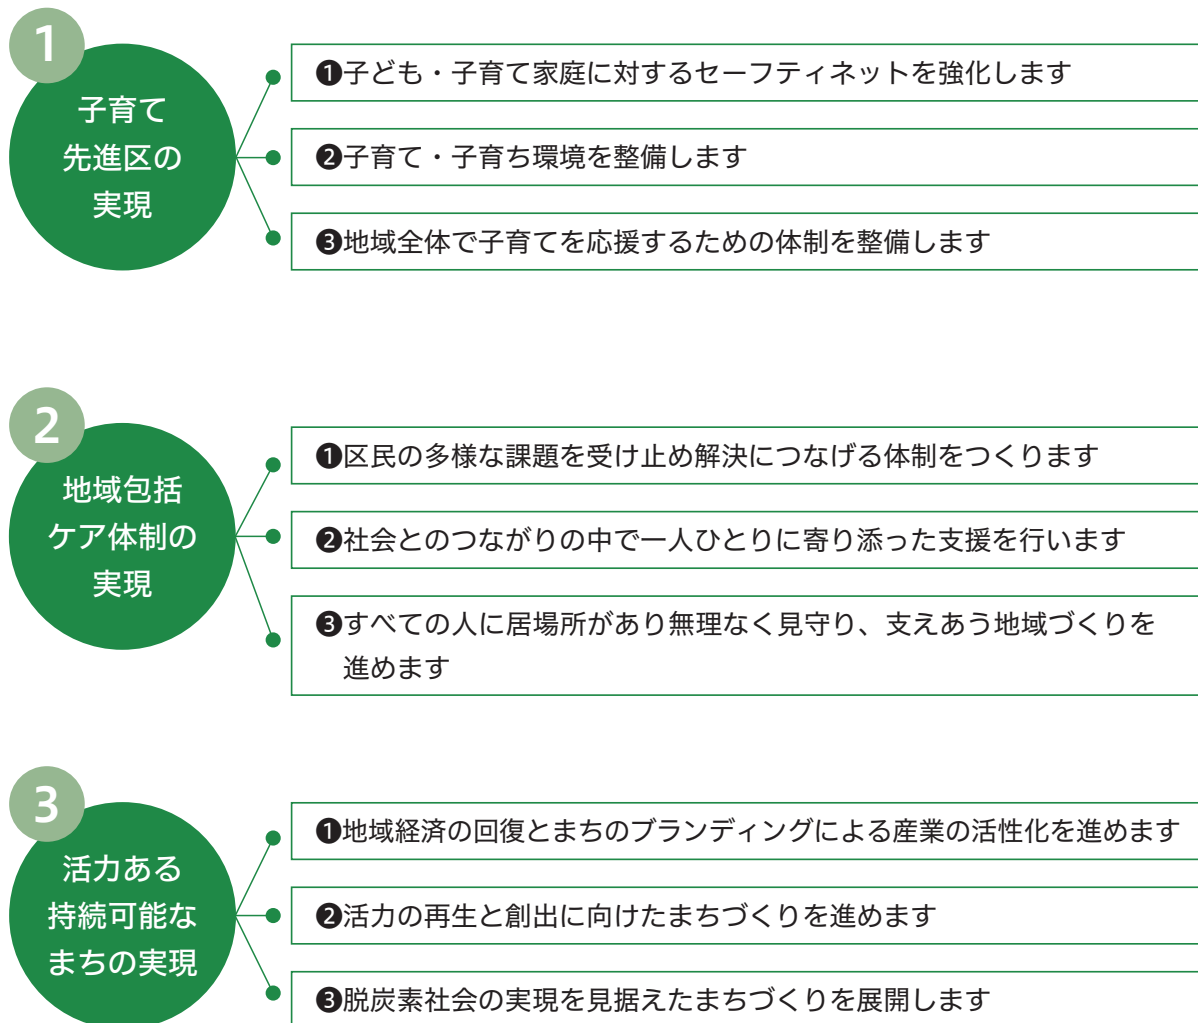 1
子育て
先進区の
実現
❶子ども・子育て家庭に対するセーフティネットを強化します
❷子育て・子育ち環境を整備します
❸地域全体で子育てを応援するための体制を整備します
2
地域包括
ケア体制の
実現
❶区民の多様な課題を受け止め解決につなげる体制をつくります
❷社会とのつながりの中で一人ひとりに寄り添った支援を行います
❸すべての人に居場所があり無理なく見守り、支えあう地域づくりを
進めます
3
活力ある
持続可能な
まちの実現
❶地域経済の回復とまちのブランディングによる産業の活性化を進めます
❷活力の再生と創出に向けたまちづくりを進めます
❸脱炭素社会の実現を見据えたまちづくりを展開します